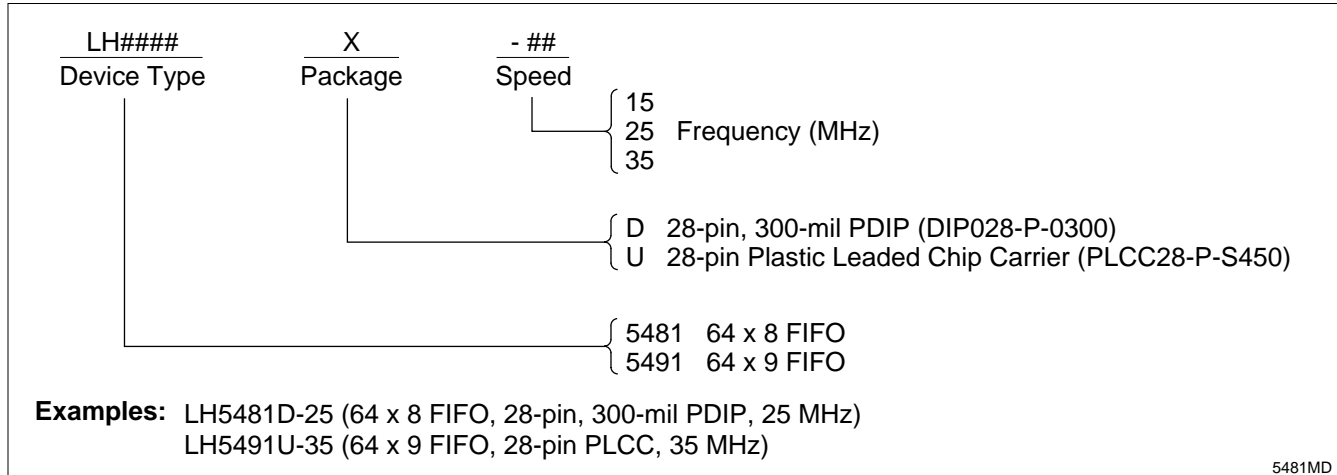 LH#### X - ##
Device Type Package Speed
15
25 Frequency (MHz)
35
D 28-pin, 300-mil PDIP (DIP028-P-0300)
U 28-pin Plastic Leaded Chip Carrier (PLCC28-P-S450)
5481 64 x 8 FIFO
5491 64 x 9 FIFO
Examples: LH5481D-25 (64 x 8 FIFO, 28-pin, 300-mil PDIP, 25 MHz)
LH5491U-35 (64 x 9 FIFO, 28-pin PLCC, 35 MHz)
5481MD